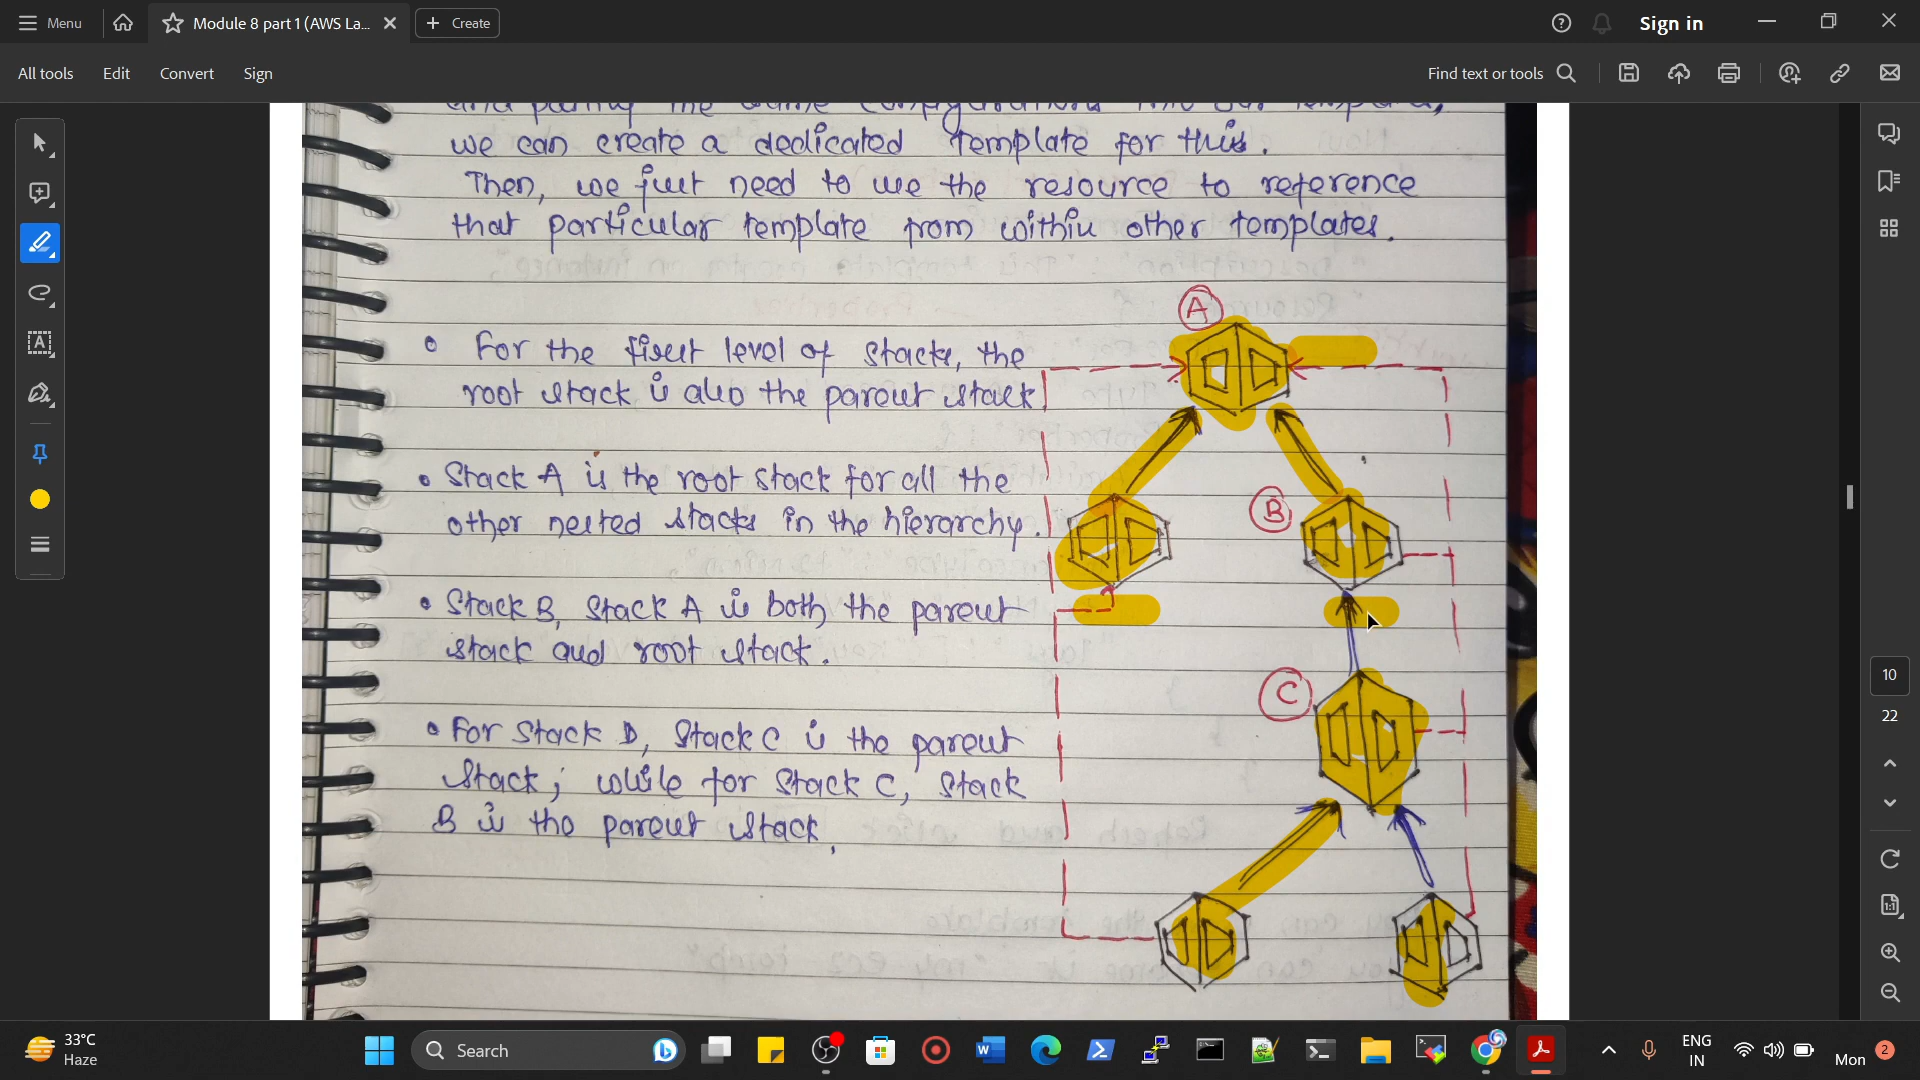 Menu
Module 8 part 1 (AWS La...
Create
Sign in
All tools
Edit
Convert
Sign
Find text or tools
we can create a dedicated template for this.
Then, we just need to use the resource to reference
that particular template from within other templates.
A
• For the first level of stacks, the
root stack is also the parent stack
• Stack A is the root stack for all the
other nested stacks in the hierarchy.
B
• Stack B, Stack A is both the parent
stack and root stack.
C
• For Stack D, Stack C is the parent
Stack; while for Stack C, Stack
B is the parent stack.
10
22
33°C
Haze
Search
ENG
IN
Mon
2